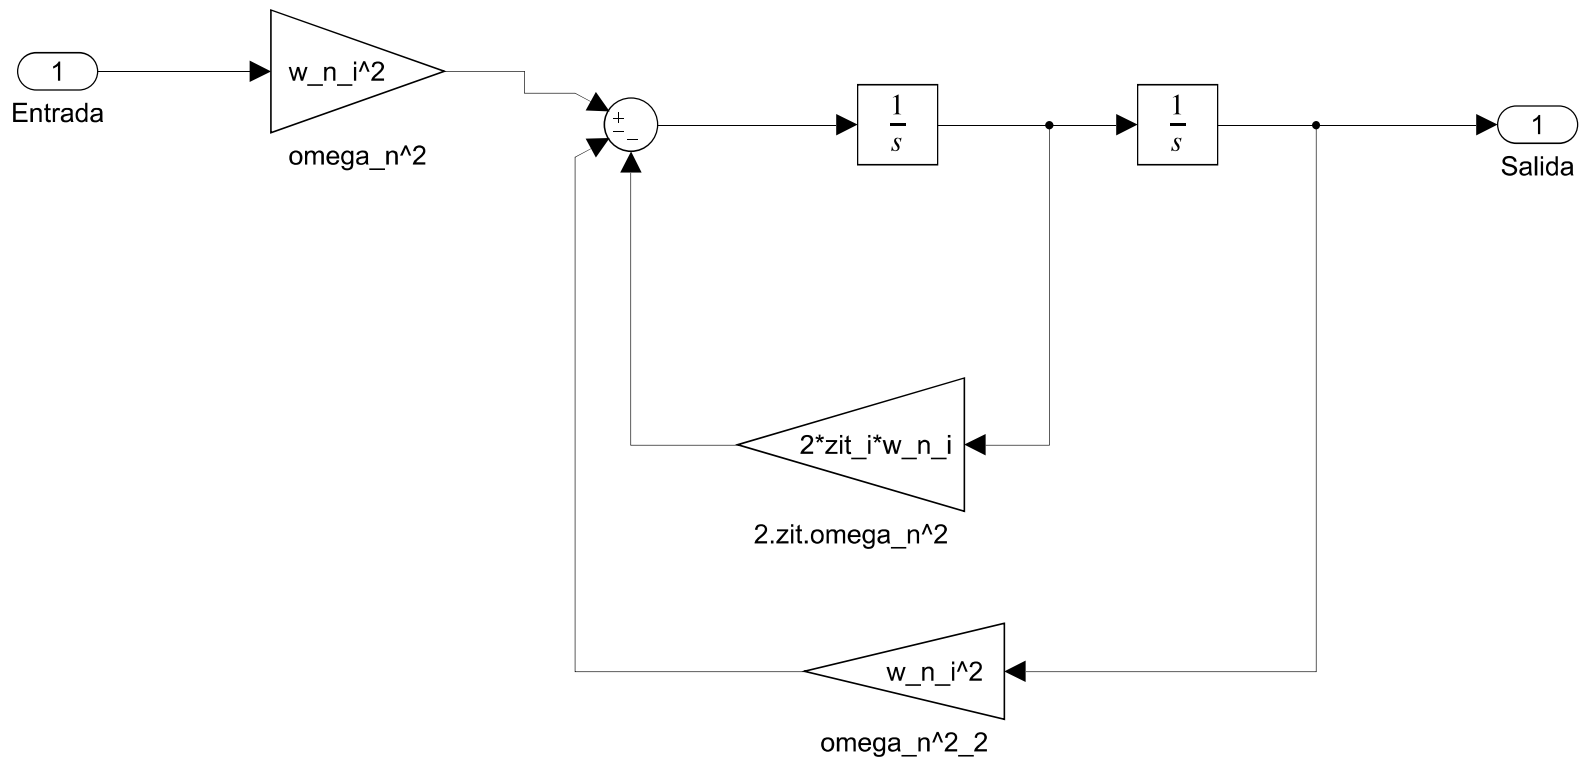 1
Entrada
w_n_i^2
omega_n^2
+
−
−
1
s
1
s
1
Salida
2*zit_i*w_n_i
2.zit.omega_n^2
w_n_i^2
omega_n^2_2